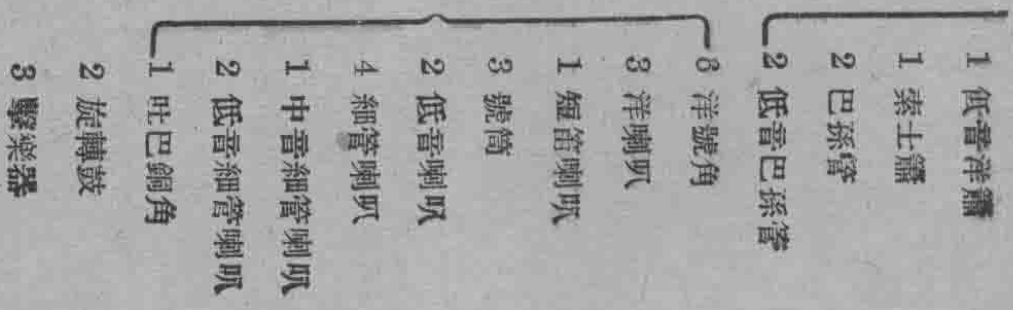 1 低音洋簫
1 索士簫
2 巴孫管
2 低音巴孫管
8 洋號角
3 洋喇叭
1 短笛喇叭
3 號筒
2 低音喇叭
4 細管喇叭
1 中音細管喇叭
2 低音細管喇叭
1 吐巴銅角
2 旋轉鼓
3 擊樂器